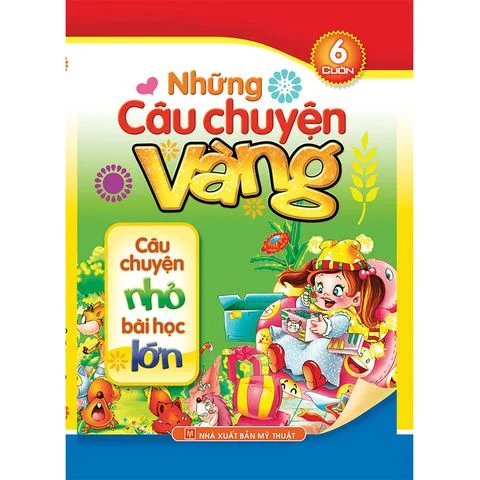 6
CUỐN
Những
Câu chuyện
Vàng
Câu
chuyện
nhỏ
bài học
lớn
NHÀ XUẤT BẢN MỸ THUẬT